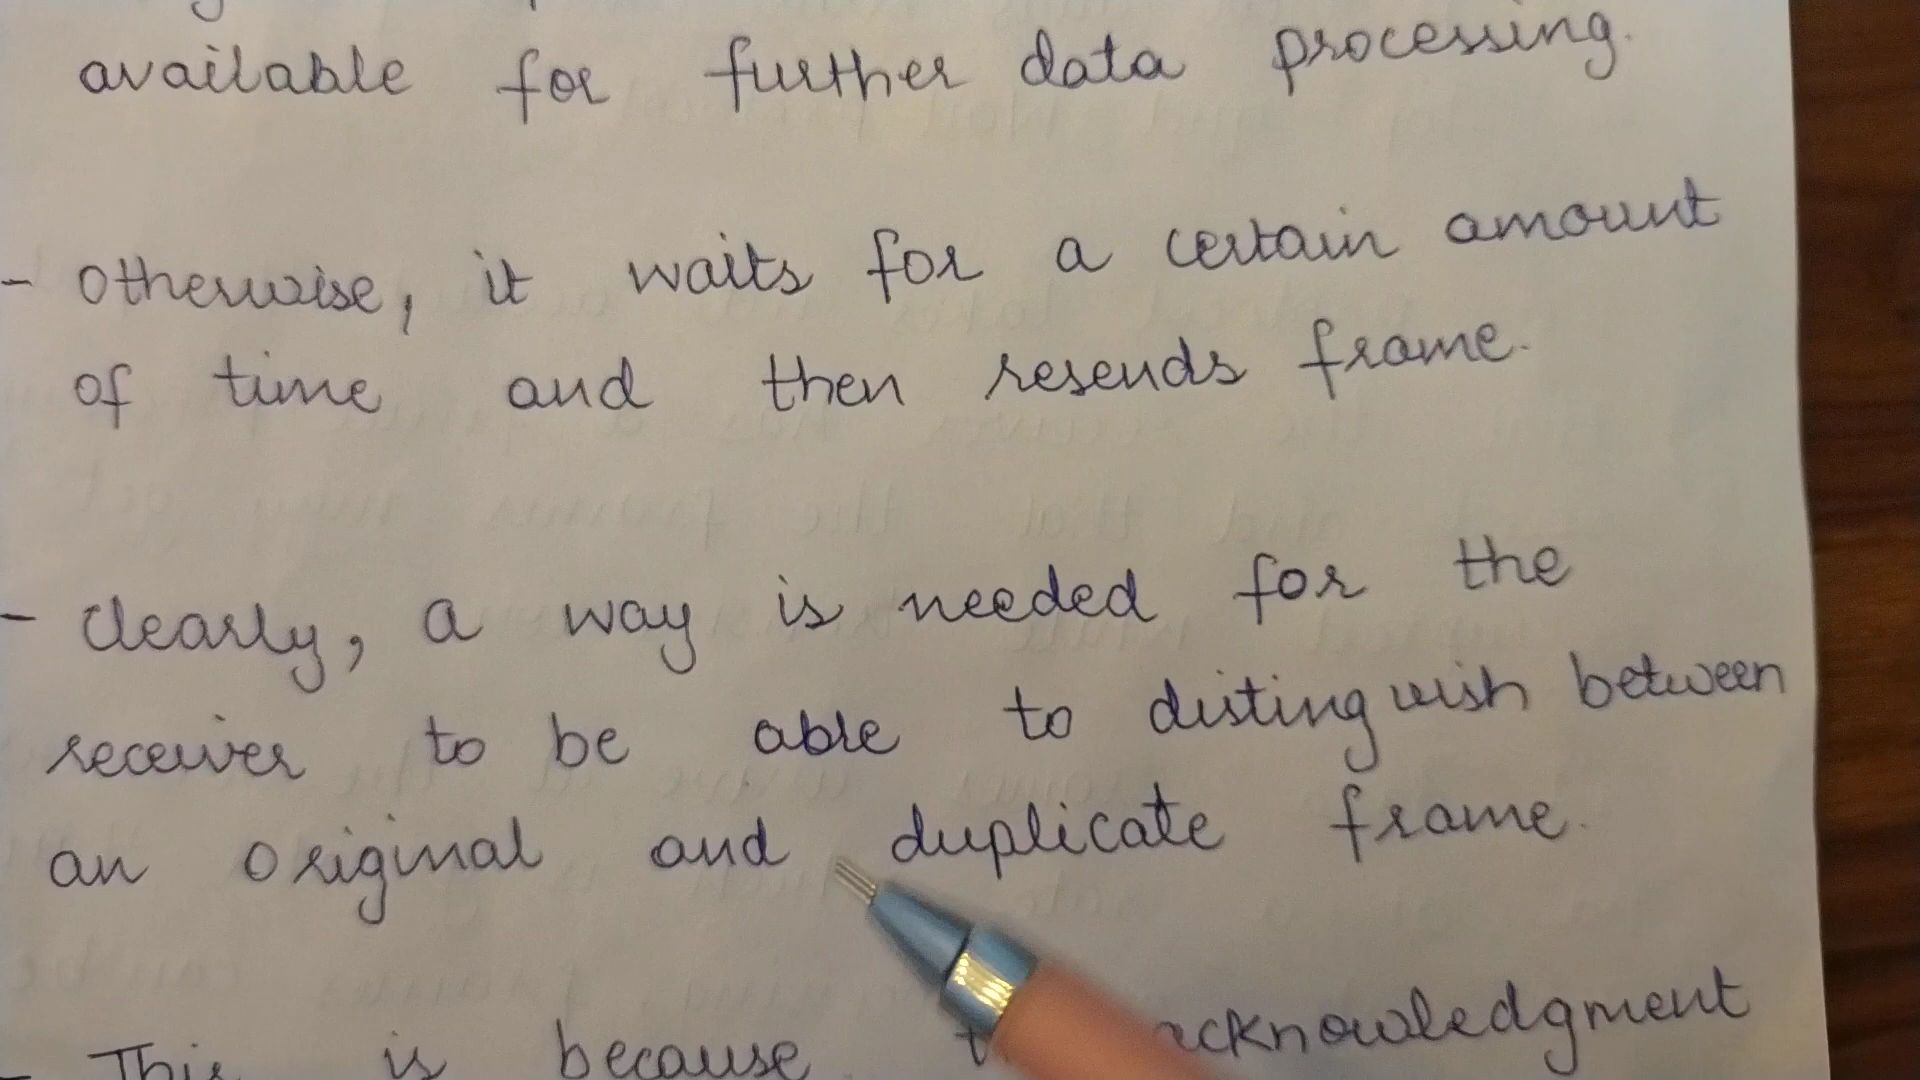 available for further data processing.
- Otherwise, it waits for a certain amount
of time and then resends frame.
- Clearly, a way is needed for the
receiver to be able to distinguish between
an original and duplicate frame.
- This is because acknowledgment